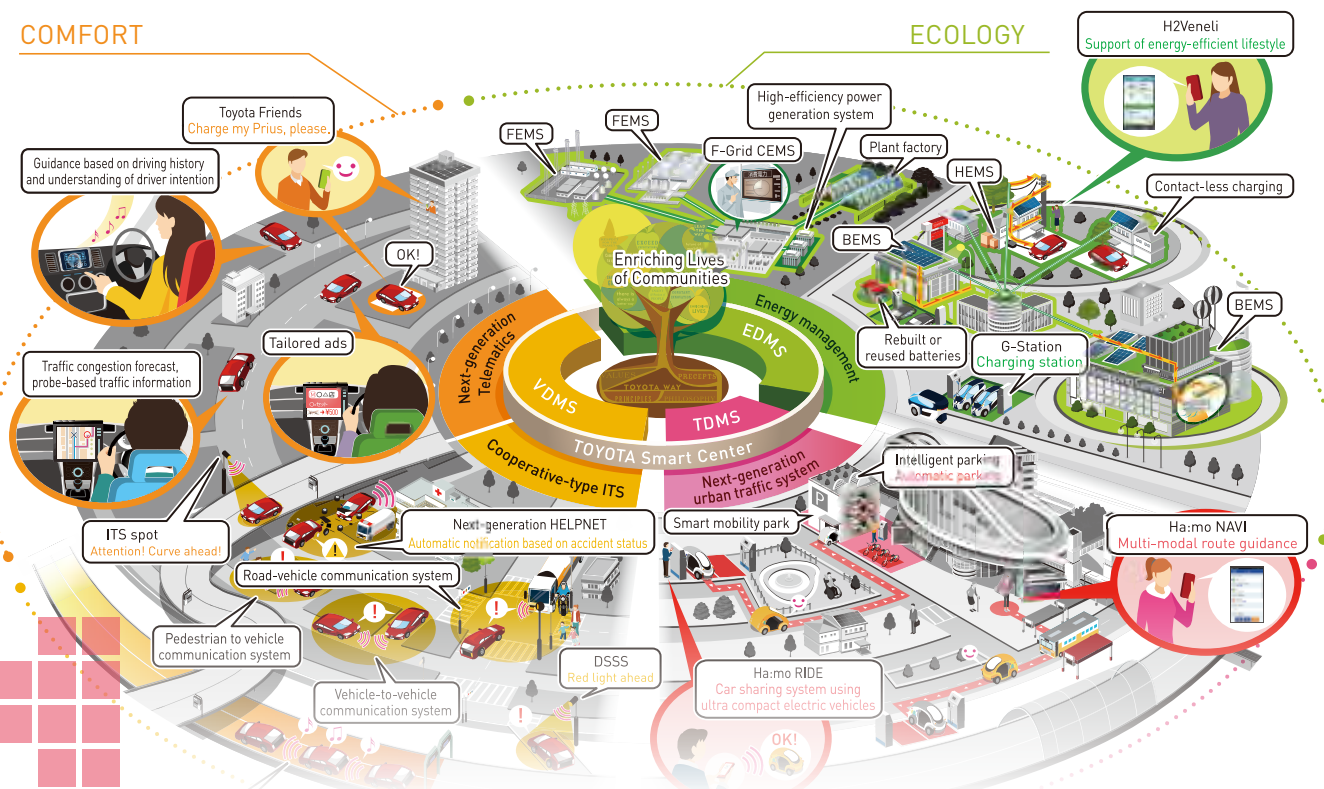 COMFORT
ECOLOGY
H2Veneli
Support of energy-efficient lifestyle
Toyota Friends
Charge my Prius, please.
Guidance based on driving history
and understanding of driver intention
OK!
FEMS
FEMS
High-efficiency power
generation system
F-Grid CEMS
Plant factory
HEMS
Contact-less charging
BEMS
BEMS
Rebuilt or
reused batteries
G-Station
Charging station
Enriching Lives
of Communities
Tailored ads
Traffic congestion forecast,
probe-based traffic information
Next-generation
Telematics
Energy management
VDMS
EDMS
TDMS
TOYOTA WAY
TOYOTA Smart Center
Cooperative-type ITS
Next-generation
urban traffic system
ITS spot
Attention! Curve ahead!
Next-generation HELPNET
Automatic notification based on accident status
Road-vehicle communication system
Pedestrian to vehicle
communication system
Vehicle-to-vehicle
communication system
DSSS
Red light ahead
Intelligent parking
Automatic parking
P
Smart mobility park
Ha:mo NAVI
Multi-modal route guidance
Ha:mo RIDE
Car sharing system using
ultra compact electric vehicles
OK!